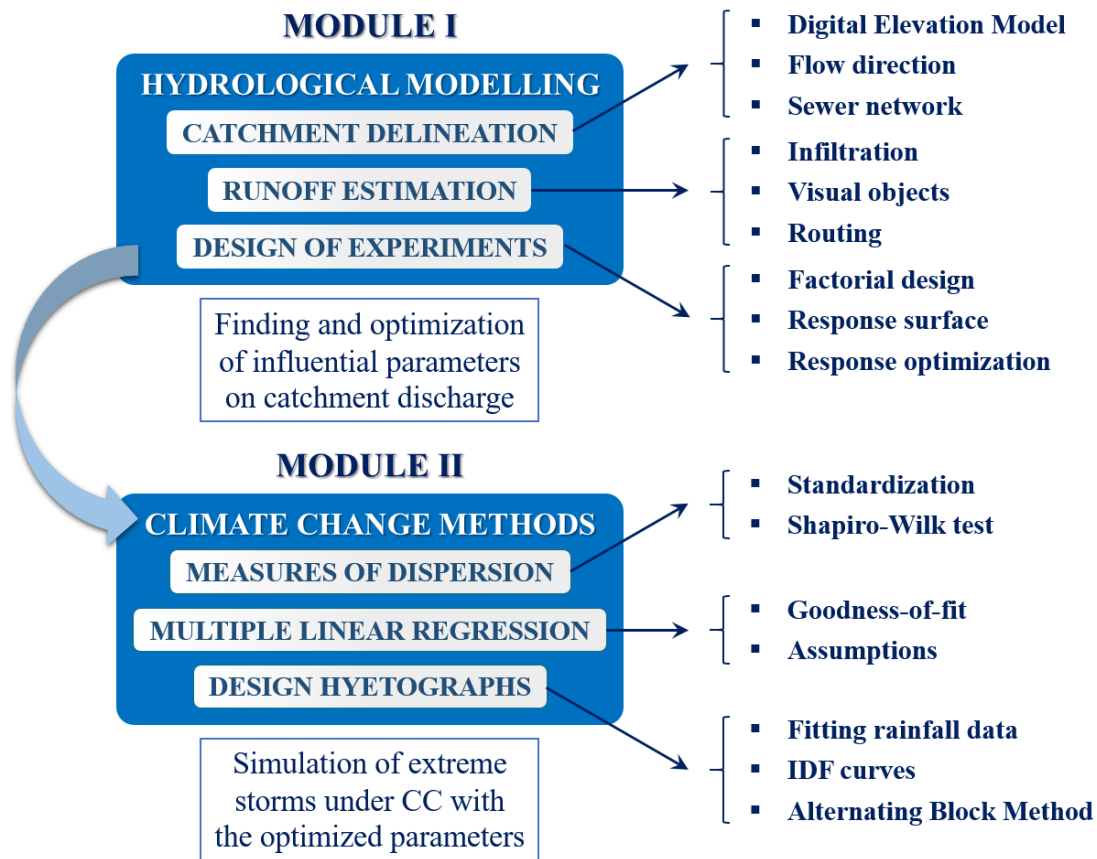 MODULE I
HYDROLOGICAL MODELLING
CATCHMENT DELINEATION
RUNOFF ESTIMATION
DESIGN OF EXPERIMENTS
▪ Digital Elevation Model
▪ Flow direction
▪ Sewer network
▪ Infiltration
▪ Visual objects
▪ Routing
▪ Factorial design
▪ Response surface
▪ Response optimization
Finding and optimization
of influential parameters
on catchment discharge
MODULE II
CLIMATE CHANGE METHODS
MEASURES OF DISPERSION
MULTIPLE LINEAR REGRESSION
DESIGN HYETOGRAPHS
▪ Standardization
▪ Shapiro-Wilk test
▪ Goodness-of-fit
▪ Assumptions
▪ Fitting rainfall data
▪ IDF curves
▪ Alternating Block Method
Simulation of extreme
storms under CC with
the optimized parameters